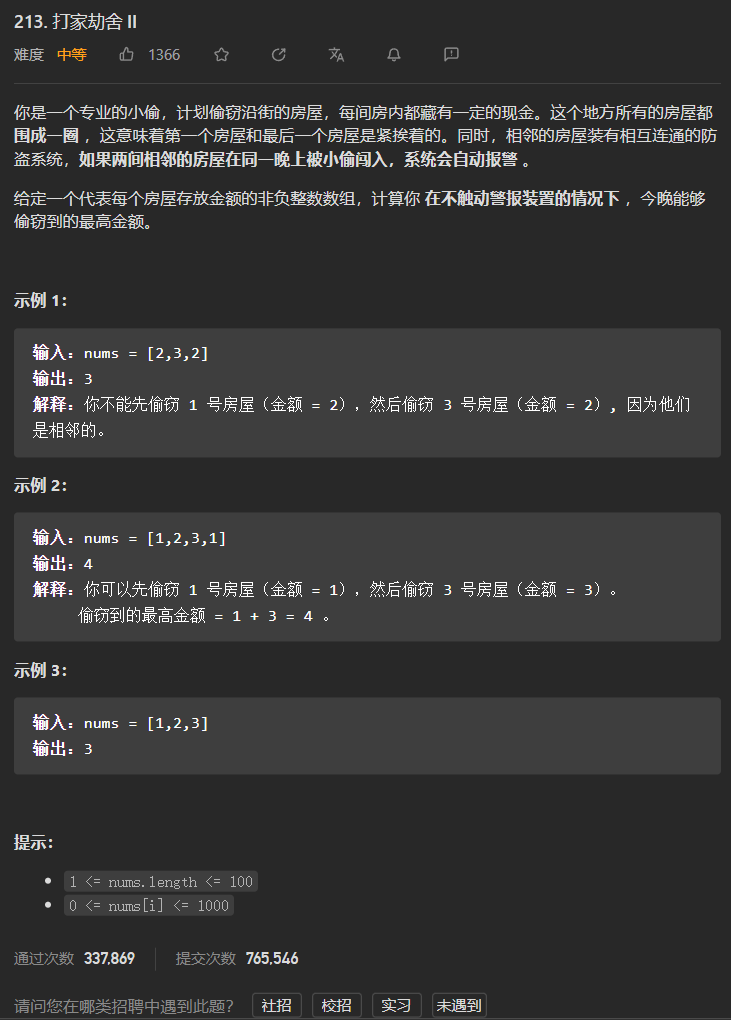 213. 打家劫舍 II
难度 中等 1366
你是一个专业的小偷，计划偷窃沿街的房屋，每间房内都藏有一定的现金。这个地方所有的房屋都
围成一圈 ，这意味着第一个房屋和最后一个房屋是紧挨着的。同时，相邻的房屋装有相互连通的防
盗系统，如果两间相邻的房屋在同一晚上被小偷闯入，系统会自动报警 。
给定一个代表每个房屋存放金额的非负整数数组，计算你 在不触动警报装置的情况下 ，今晚能够
偷窃到的最高金额。
示例 1：
输入：nums = [2,3,2]
输出：3
解释：你不能先偷窃 1 号房屋（金额 = 2），然后偷窃 3 号房屋（金额 = 2）, 因为他们
是相邻的。
示例 2：
输入：nums = [1,2,3,1]
输出：4
解释：你可以先偷窃 1 号房屋（金额 = 1），然后偷窃 3 号房屋（金额 = 3）。
偷窃到的最高金额 = 1 + 3 = 4 。
示例 3：
输入：nums = [1,2,3]
输出：3
提示：
1 <= nums.length <= 100
0 <= nums[i] <= 1000
通过次数 337,869 提交次数 765,546
请问您在哪类招聘中遇到此题？ 社招 校招 实习 未遇到